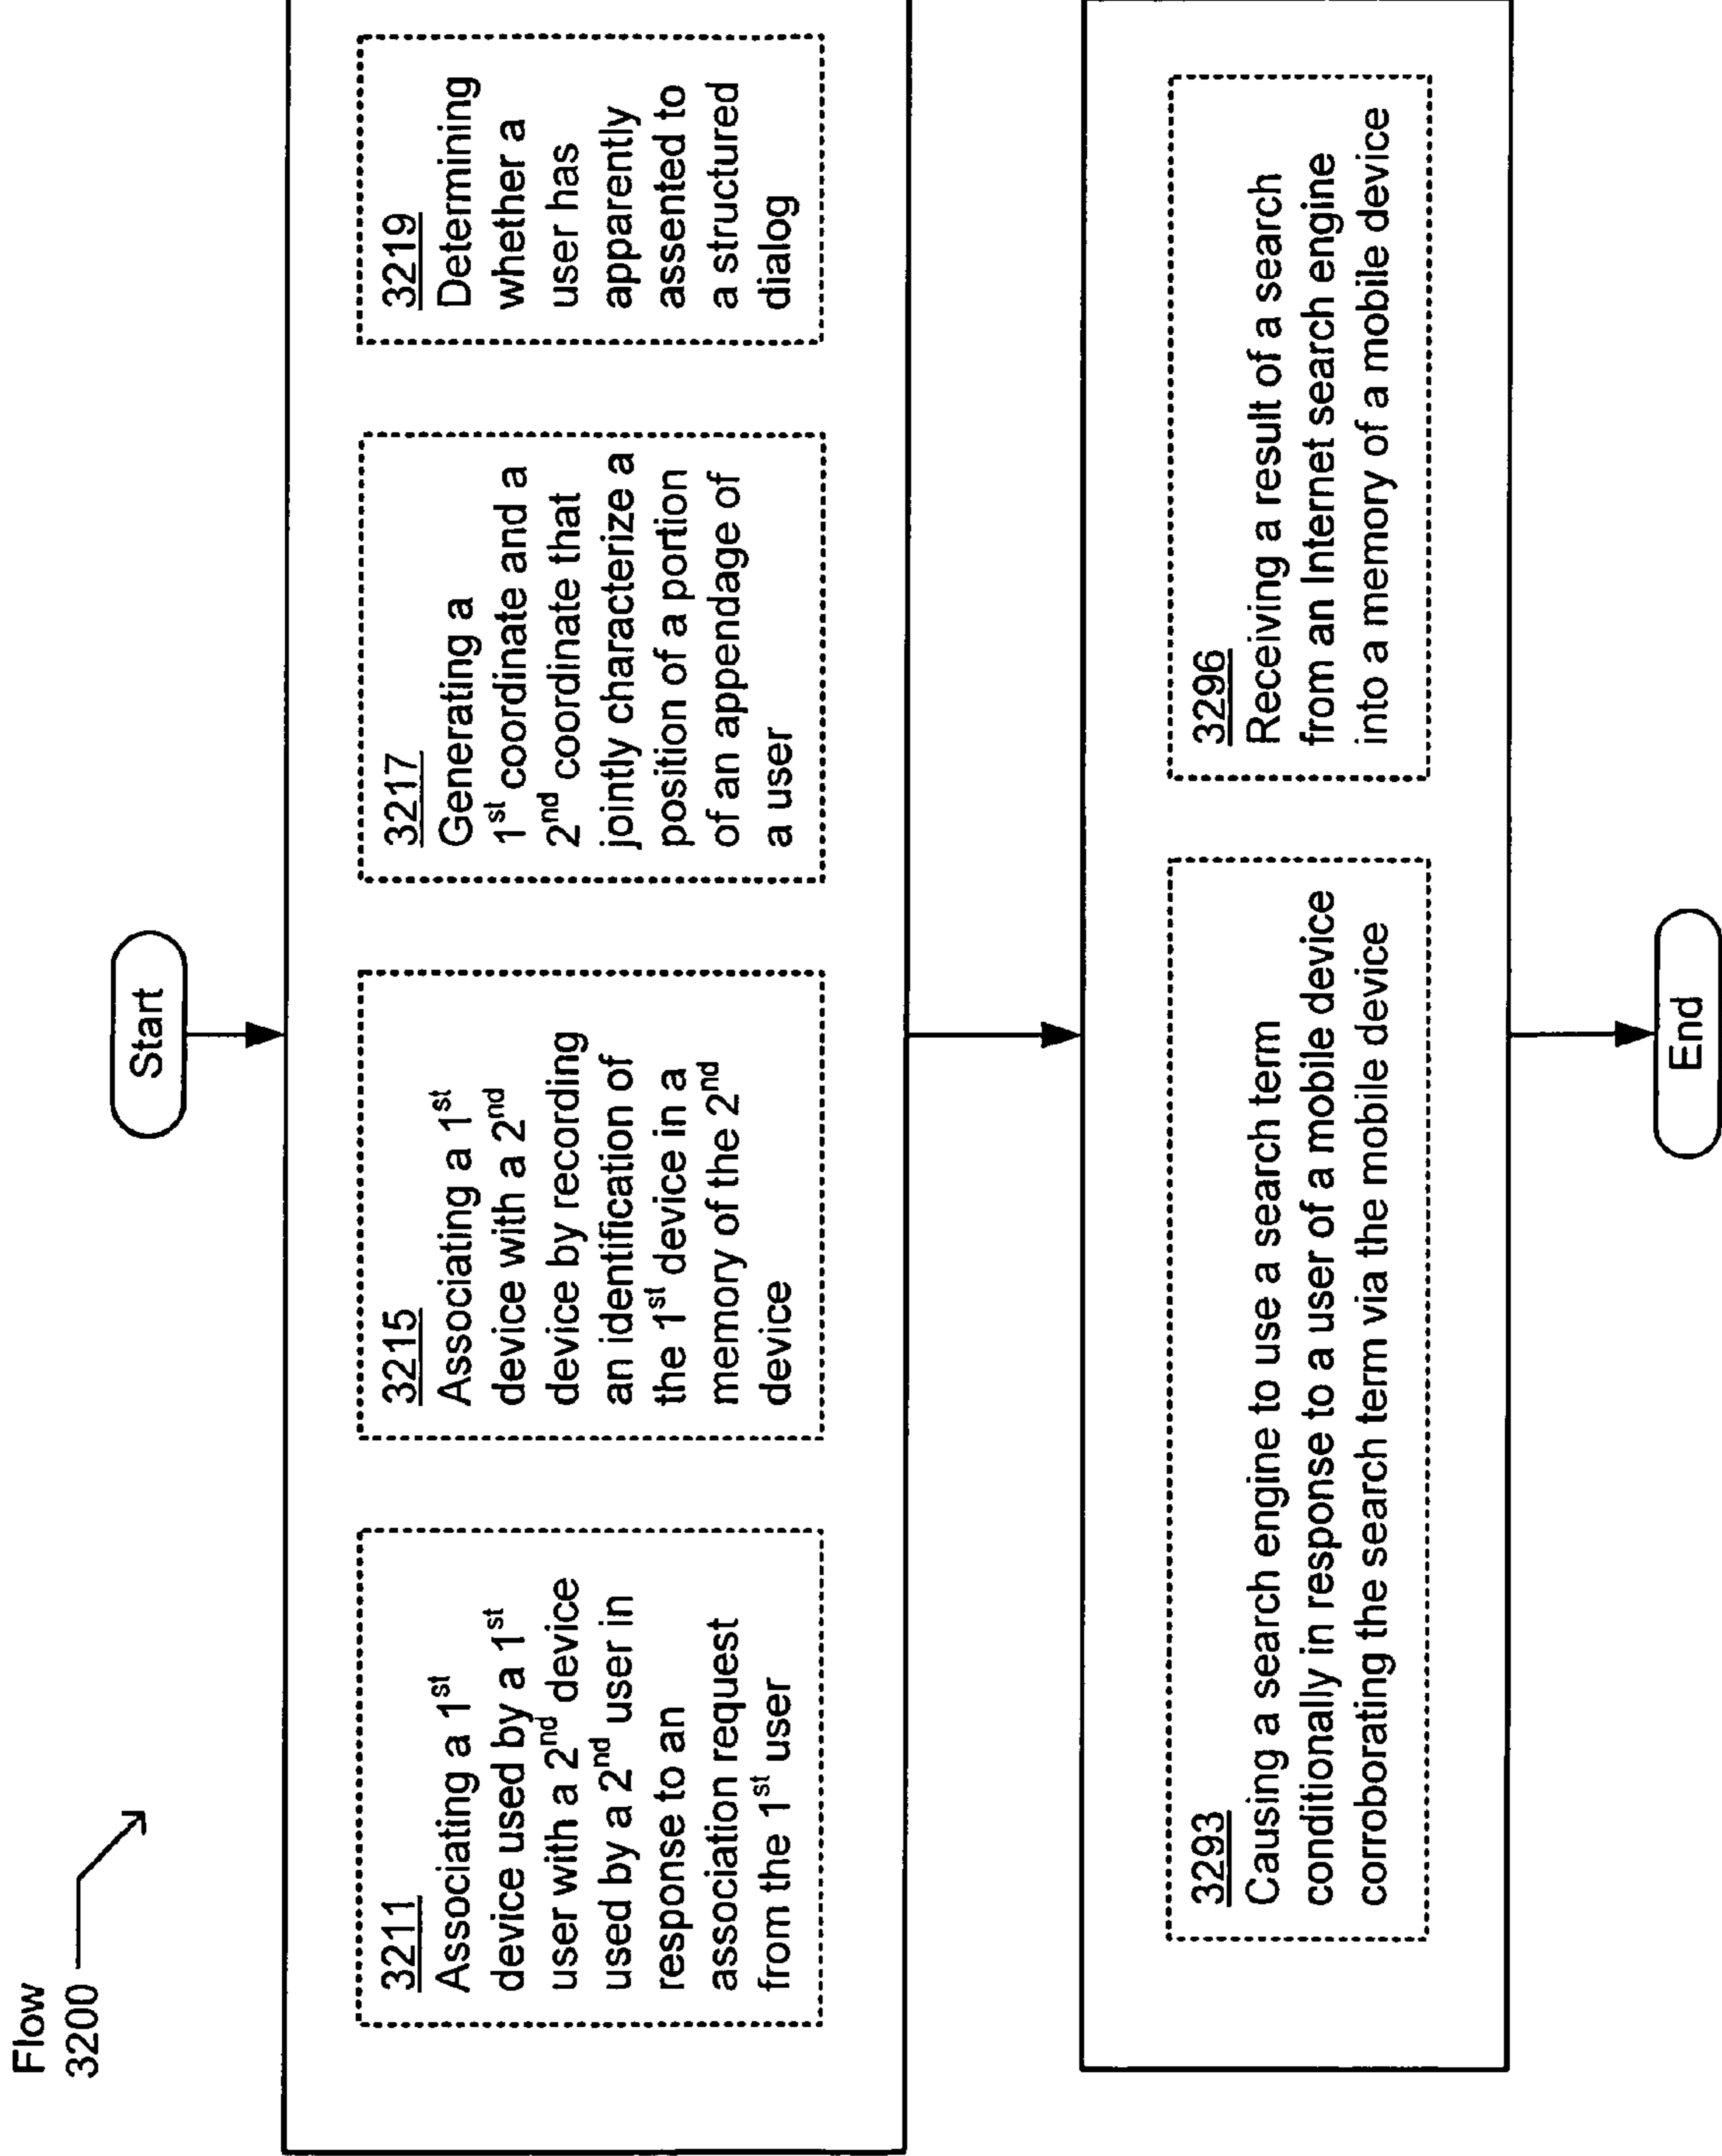 Flow
3200
Start
3211
Associating a 1st
device used by a 1st
user with a 2nd device
used by a 2nd user in
response to an
association request
from the 1st user
3215
Associating a 1st
device with a 2nd
device by recording
an identification of
the 1st device in a
memory of the 2nd
device
3217
Generating a
1st coordinate and a
2nd coordinate that
jointly characterize a
position of a portion
of an appendage of
a user
3219
Determining
whether a
user has
apparently
assented to
a structured
dialog
3293
Causing a search engine to use a search term
conditionally in response to a user of a mobile device
corroborating the search term via the mobile device
3296
Receiving a result of a search
from an Internet search engine
into a memory of a mobile device
End